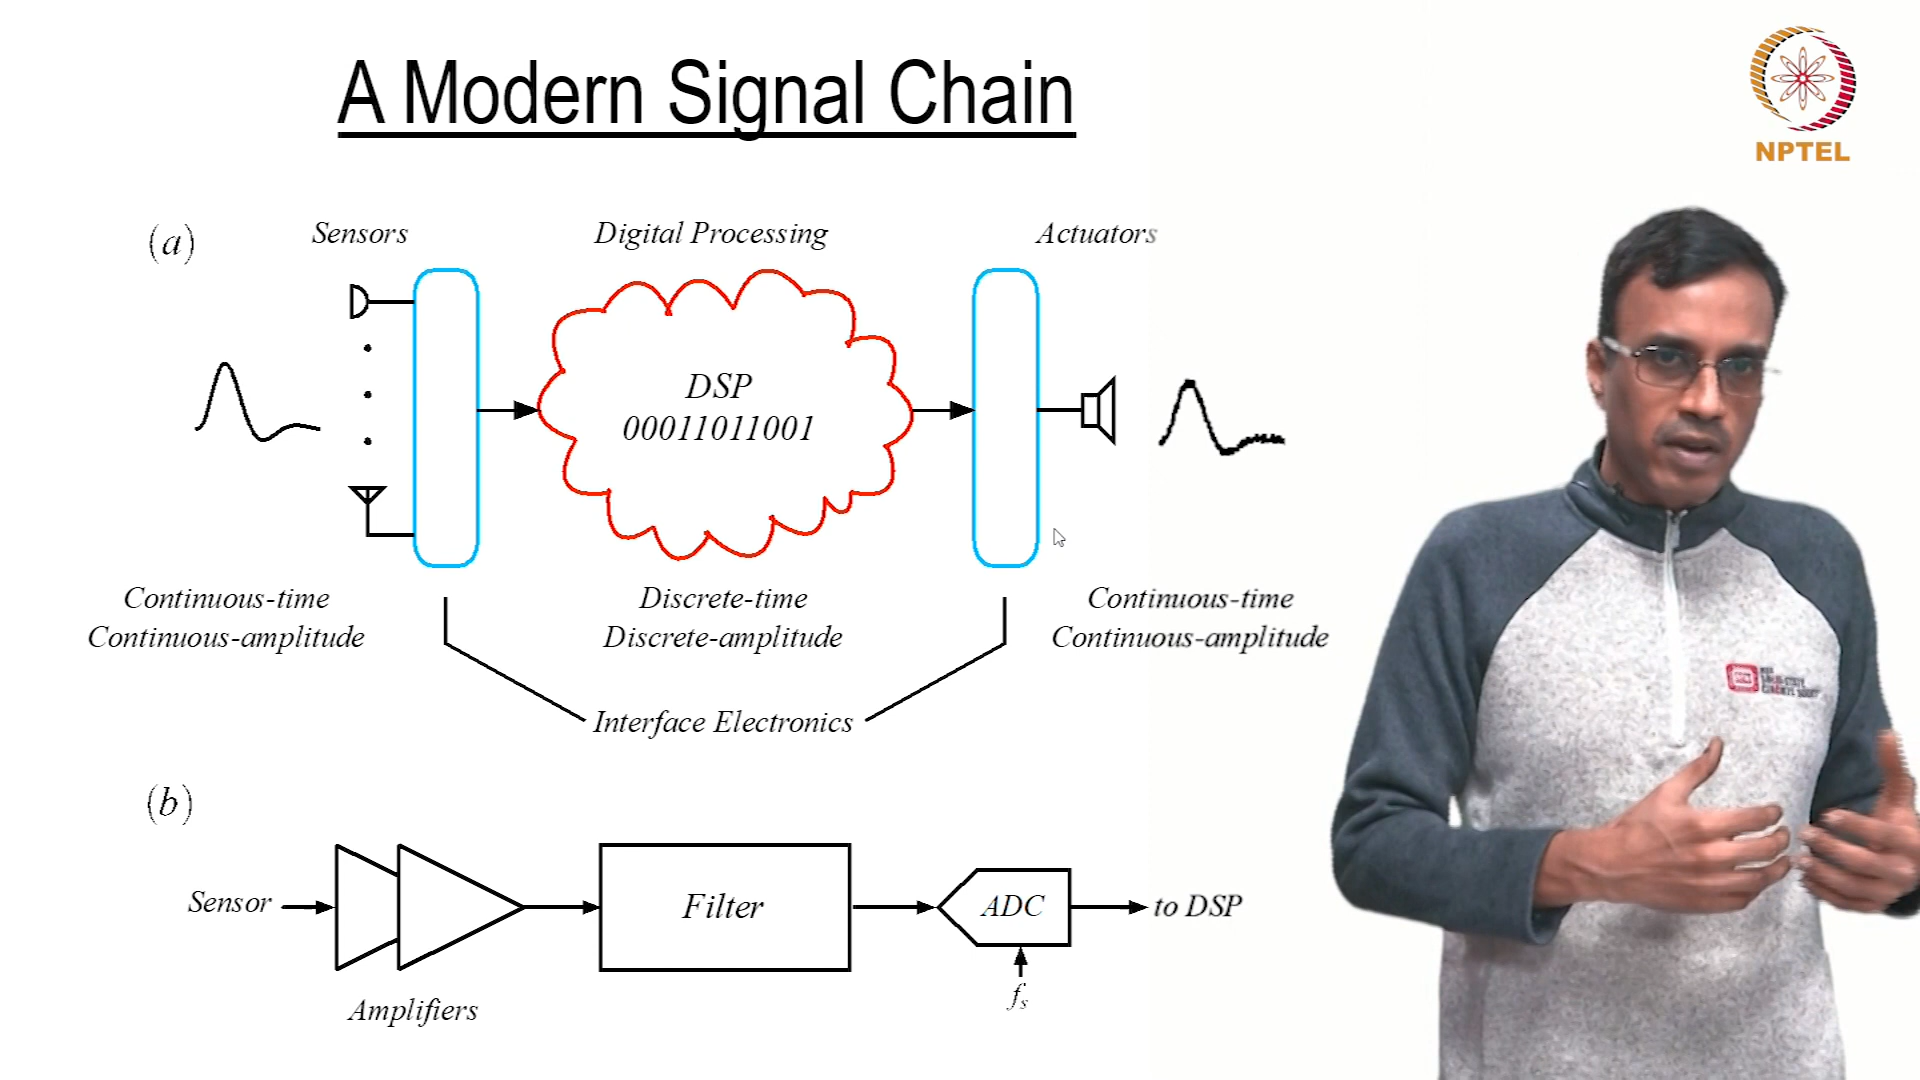 A Modern Signal Chain
NPTEL
(a)
Sensors
Digital Processing
Actuators
DSP
00011011001
Continuous-time
Continuous-amplitude
Discrete-time
Discrete-amplitude
Continuous-time
Continuous-amplitude
Interface Electronics
(b)
Sensor
Filter
ADC
to DSP
fs
Amplifiers